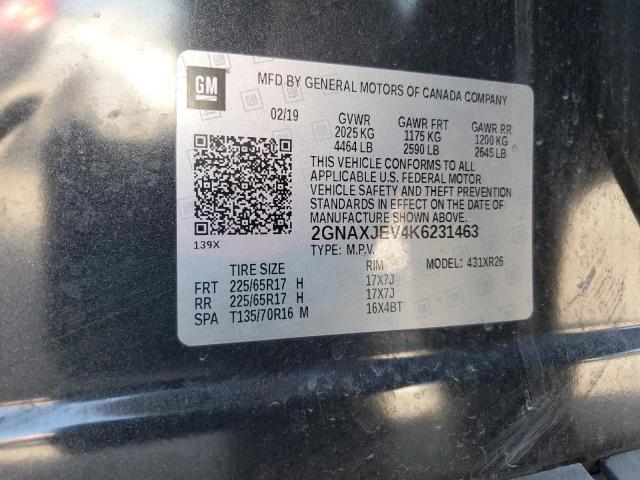 GM
MFD BY GENERAL MOTORS OF CANADA COMPANY
02/19 GVWR GAWR FRT GAWR RR
2025 KG 1175 KG 1200 KG
4464 LB 2590 LB 2645 LB
THIS VEHICLE CONFORMS TO ALL
APPLICABLE U.S. FEDERAL MOTOR
VEHICLE SAFETY AND THEFT PREVENTION
STANDARDS IN EFFECT ON THE DATE OF
MANUFACTURE SHOWN ABOVE.
139X
2GNAXJEV4K6231463
TYPE: M.P.V. MODEL: 431XR26
TIRE SIZE RIM
FRT 225/65R17 H 17X7J
RR 225/65R17 H 17X7J
SPA T135/70R16 M 16X4BT